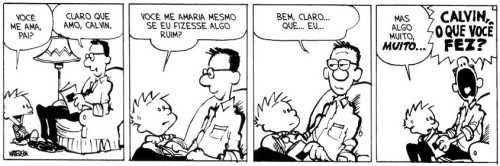 VOCÊ
ME AMA,
PAI?
CLARO QUE
AMO, CALVIN.
VOCÊ ME AMARIA MESMO
SE EU FIZESSE ALGO
RUIM?
BEM, CLARO...
QUE... EU...
MAS
ALGO
MUITO,
MUITO...
CALVIN,
O QUE VOCÊ
FEZ?